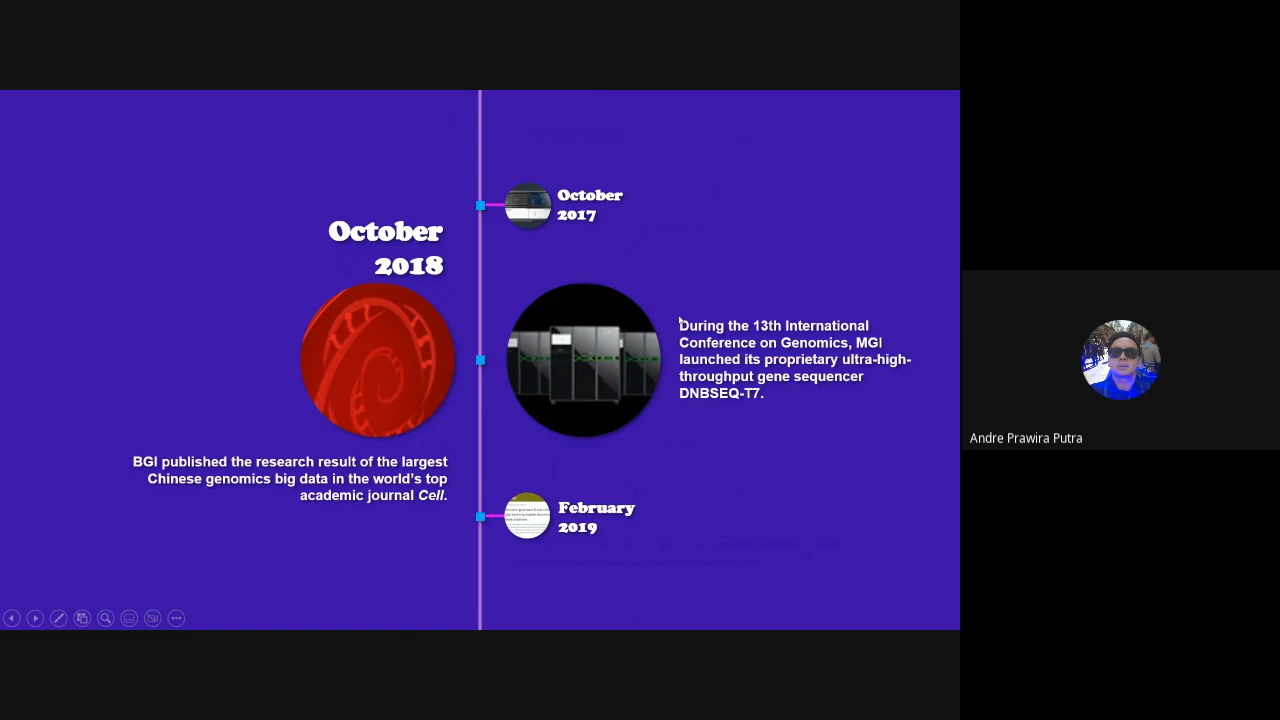 October
2017
October
2018
During the 13th International
Conference on Genomics, MGI
launched its proprietary ultra-high-
throughput gene sequencer
DNBSEQ-T7.
BGI published the research result of the largest
Chinese genomics big data in the world's top
academic journal Cell.
February
2019
Andre Prawira Putra